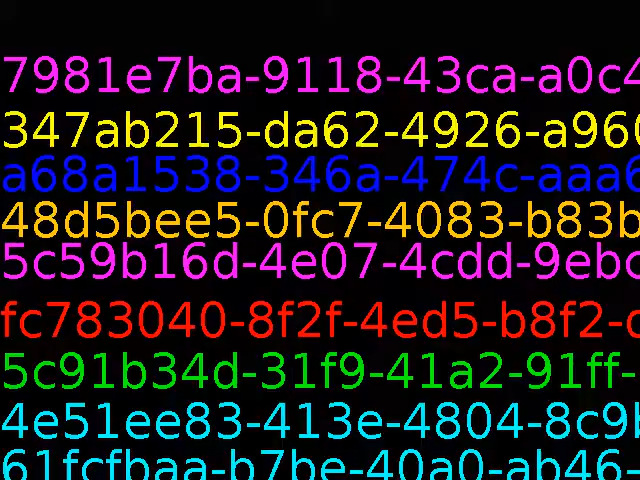 7981e7ba-9118-43ca-a0c4
347ab215-da62-4926-a960
a68a1538-346a-474c-aaa6
48d5bee5-0fc7-4083-b83b
5c59b16d-4e07-4cdd-9ebc
fc783040-8f2f-4ed5-b8f2-
5c91b34d-31f9-41a2-91ff-
4e51ee83-413e-4804-8c9b
61fcfbaa-b7be-40a0-ab46-